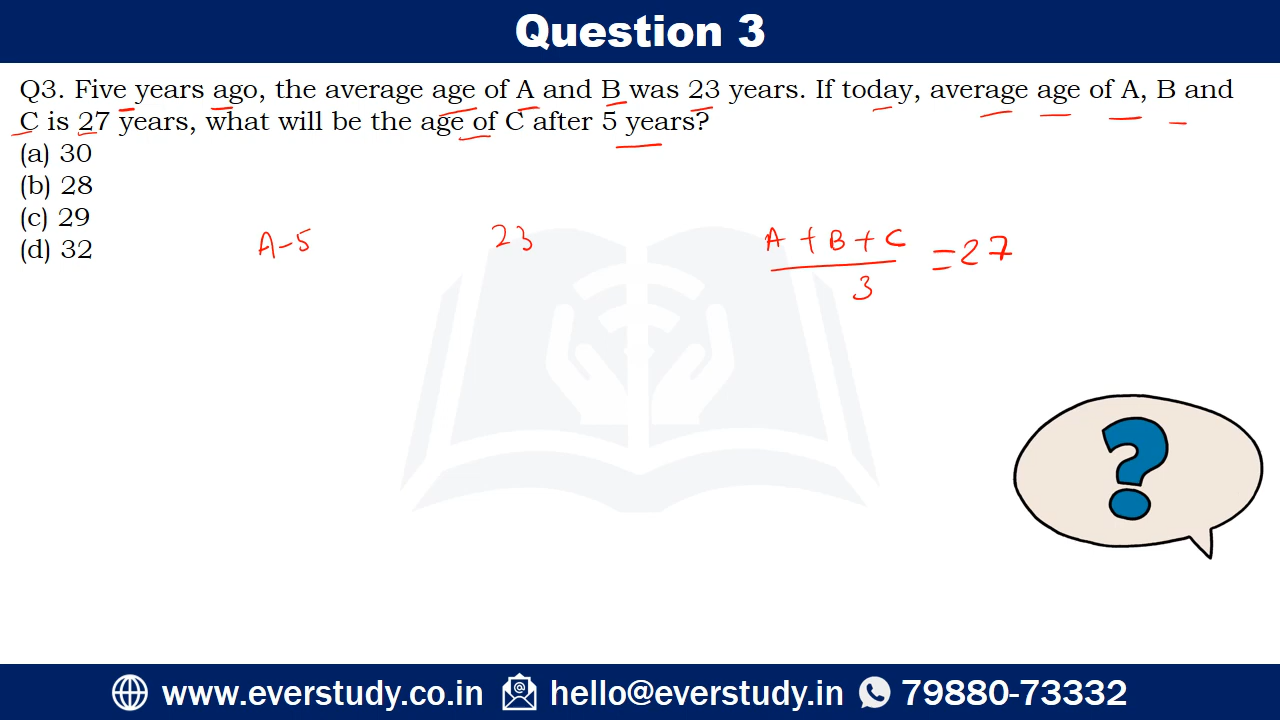 Question 3
Q3. Five years ago, the average age of A and B was 23 years. If today, average age of A, B and
C is 27 years, what will be the age of C after 5 years?
(a) 30
(b) 28
(c) 29
(d) 32
A-5 23 A + B + C
= 27
3
?
www.everstudy.co.in hello@everstudy.in 79880-73332